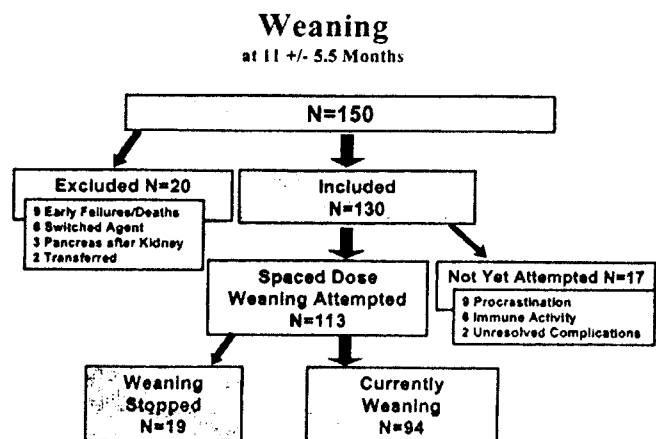 Weaning
at 11 +/- 5.5 Months
N=150
Excluded N=20
9 Early Failures/Deaths
6 Switched Agent
3 Pancreas after Kidney
2 Transferred
Included
N=130
Spaced Dose
Weaning Attempted
N=113
Not Yet Attempted N=17
9 Procrastination
6 Immune Activity
2 Unresolved Complications
Weaning
Stopped
N=19
Currently
Weaning
N=94